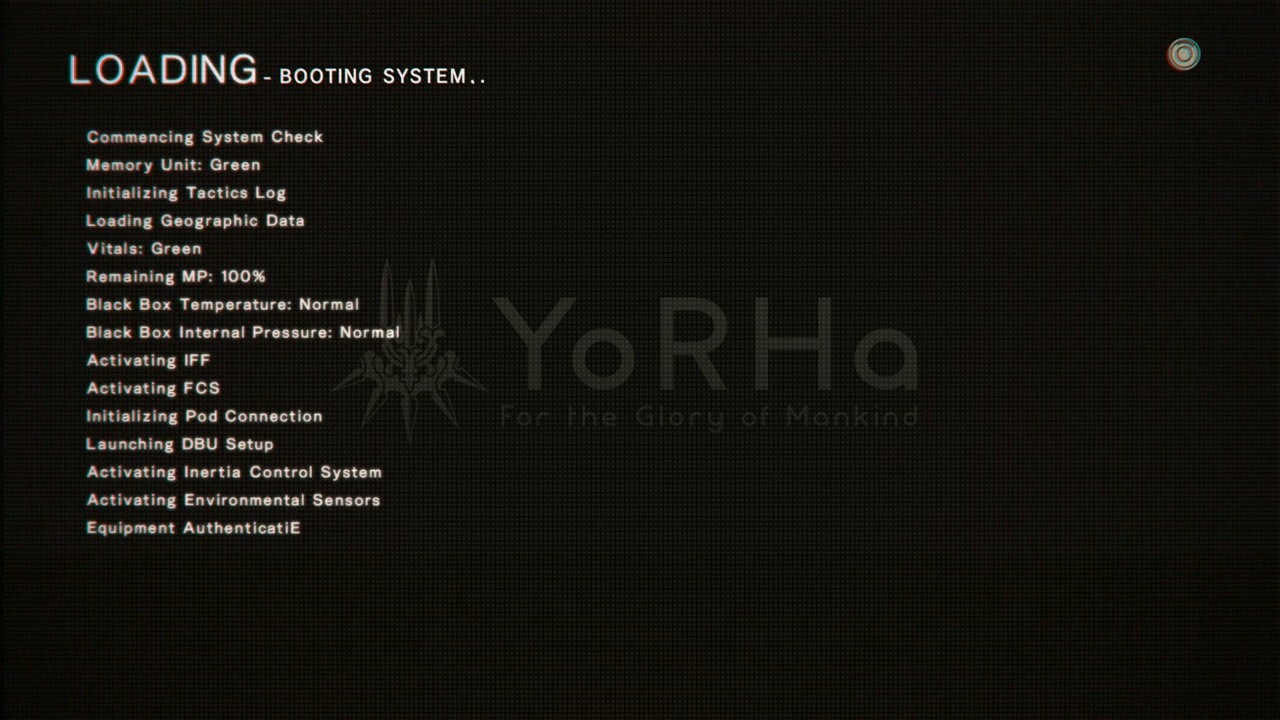 LOADING - BOOTING SYSTEM..
Commencing System Check
Memory Unit: Green
Initializing Tactics Log
Loading Geographic Data
Vitals: Green
Remaining MP: 100%
Black Box Temperature: Normal
Black Box Internal Pressure: Normal
Activating IFF
Activating FCS
Initializing Pod Connection
Launching DBU Setup
Activating Inertia Control System
Activating Environmental Sensors
Equipment AuthenticatiE
YoRHa
For the Glory of Mankind